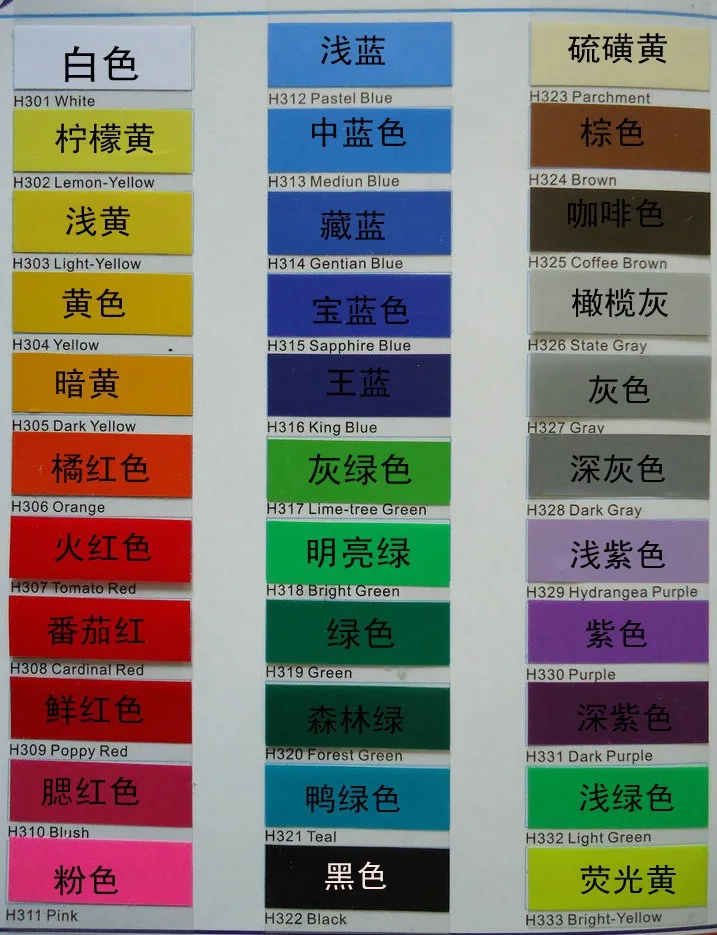 白色
H301 White
柠檬黄
H302 Lemon-Yellow
浅黄
H303 Light-Yellow
黄色
H304 Yellow
暗黄
H305 Dark Yellow
橘红色
H306 Orange
火红色
H307 Tomato Red
番茄红
H308 Cardinal Red
鲜红色
H309 Poppy Red
腮红色
H310 Blush
粉色
H311 Pink
浅蓝
H312 Pastel Blue
中蓝色
H313 Mediun Blue
藏蓝
H314 Gentian Blue
宝蓝色
H315 Sapphire Blue
王蓝
H316 King Blue
灰绿色
H317 Lime-tree Green
明亮绿
H318 Bright Green
绿色
H319 Green
森林绿
H320 Forest Green
鸭绿色
H321 Teal
黑色
H322 Black
硫磺黄
H323 Parchment
棕色
H324 Brown
咖啡色
H325 Coffee Brown
橄榄灰
H326 State Gray
灰色
H327 Gray
深灰色
H328 Dark Gray
浅紫色
H329 Hydrangea Purple
紫色
H330 Purple
深紫色
H331 Dark Purple
浅绿色
H332 Light Green
荧光黄
H333 Bright-Yellow